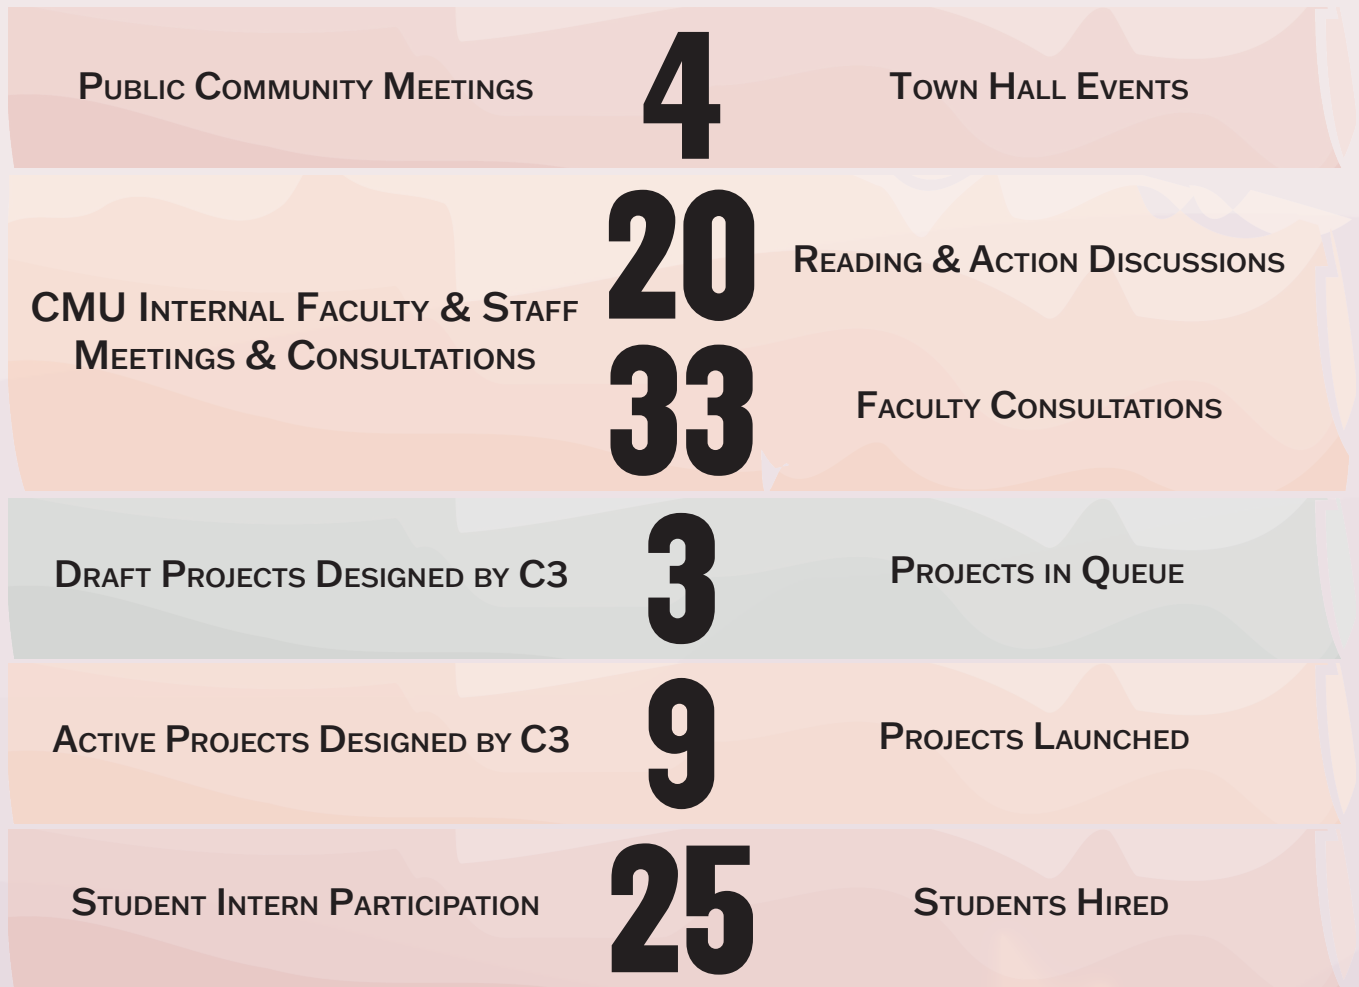 Public Community Meetings
4
Town Hall Events
CMU Internal Faculty & Staff
Meetings & Consultations
20
Reading & Action Discussions
33
Faculty Consultations
Draft Projects Designed by C3
3
Projects in Queue
Active Projects Designed by C3
9
Projects Launched
Student Intern Participation
25
Students Hired